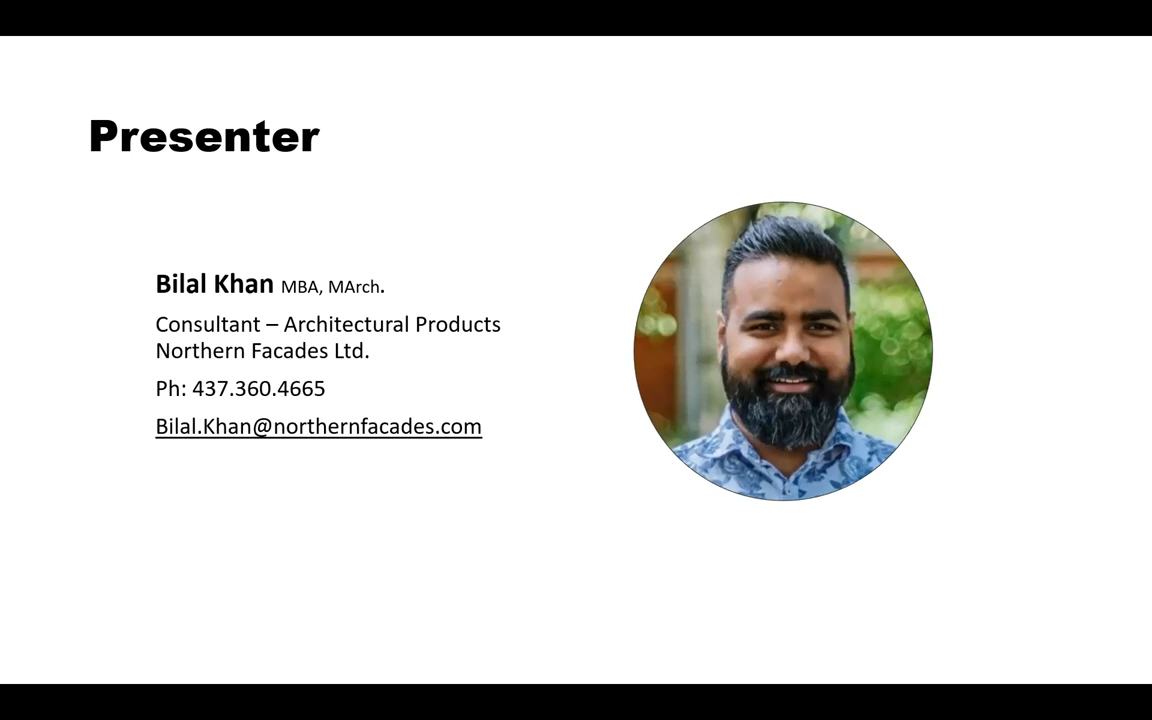 Presenter
Bilal Khan MBA, MArch.
Consultant – Architectural Products
Northern Facades Ltd.
Ph: 437.360.4665
Bilal.Khan@northernfacades.com